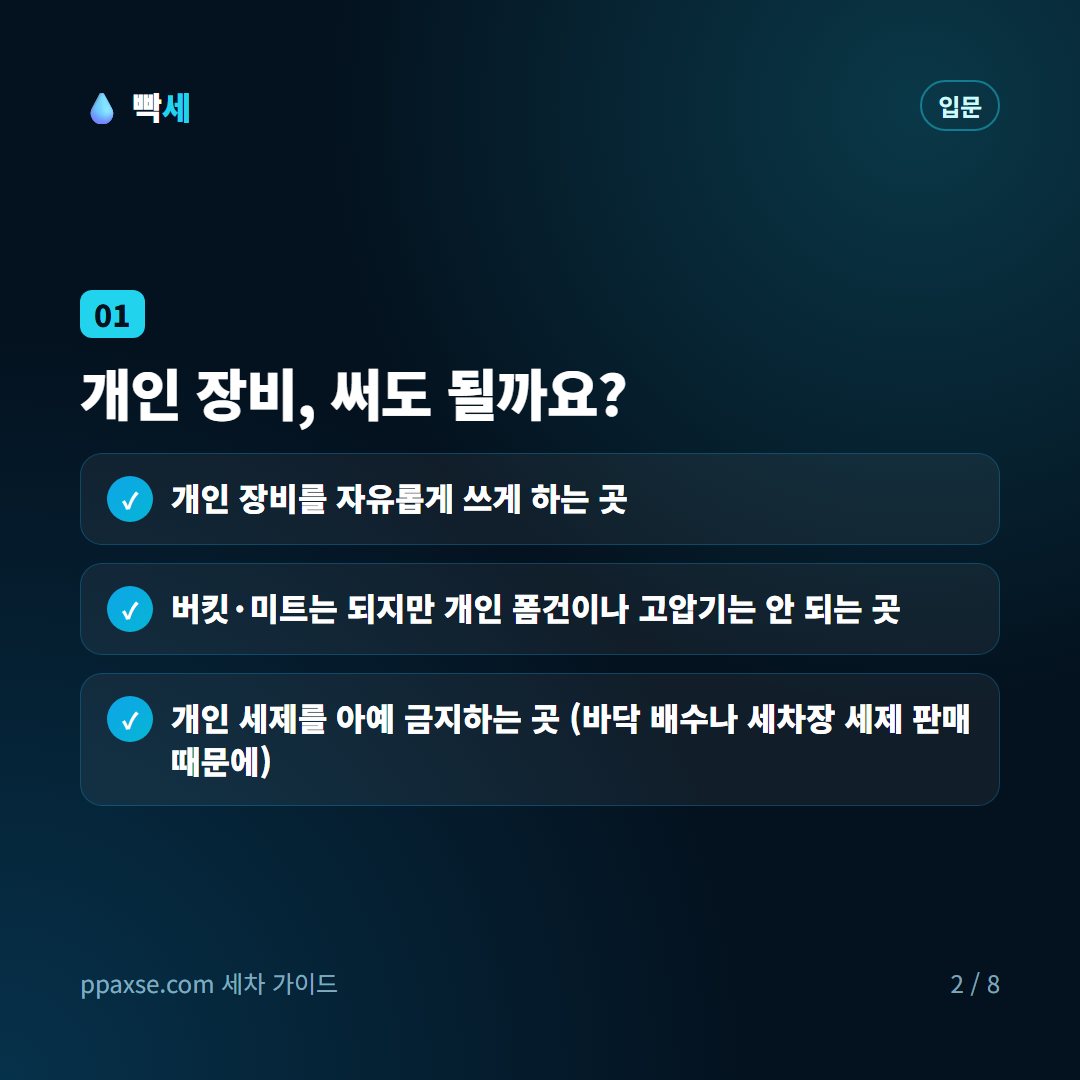 빡세
입문
01
개인 장비, 써도 될까요?
개인 장비를 자유롭게 쓰게 하는 곳
버킷·미트는 되지만 개인 폼건이나 고압기는 안 되는 곳
개인 세제를 아예 금지하는 곳 (바닥 배수나 세차장 세제 판매
때문에)
ppaxse.com 세차 가이드
2 / 8